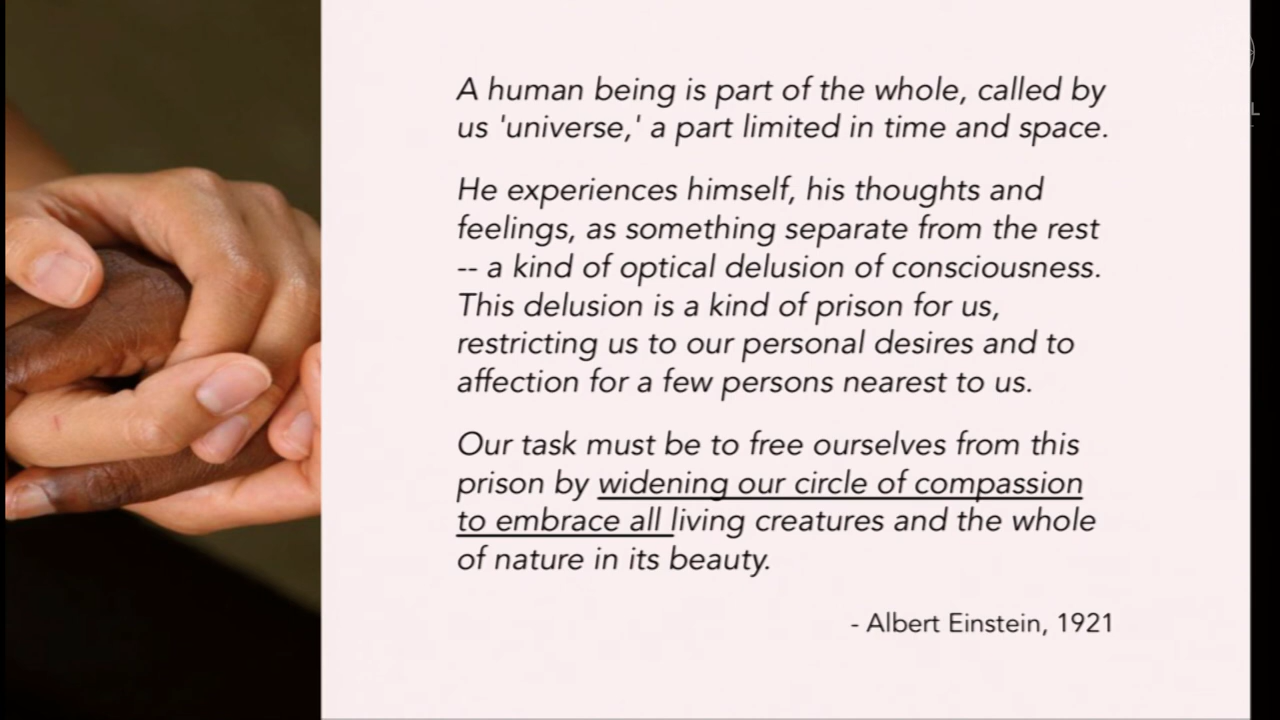 A human being is part of the whole, called by
us 'universe,' a part limited in time and space.
He experiences himself, his thoughts and
feelings, as something separate from the rest
-- a kind of optical delusion of consciousness.
This delusion is a kind of prison for us,
restricting us to our personal desires and to
affection for a few persons nearest to us.
Our task must be to free ourselves from this
prison by widening our circle of compassion
to embrace all living creatures and the whole
of nature in its beauty.
- Albert Einstein, 1921